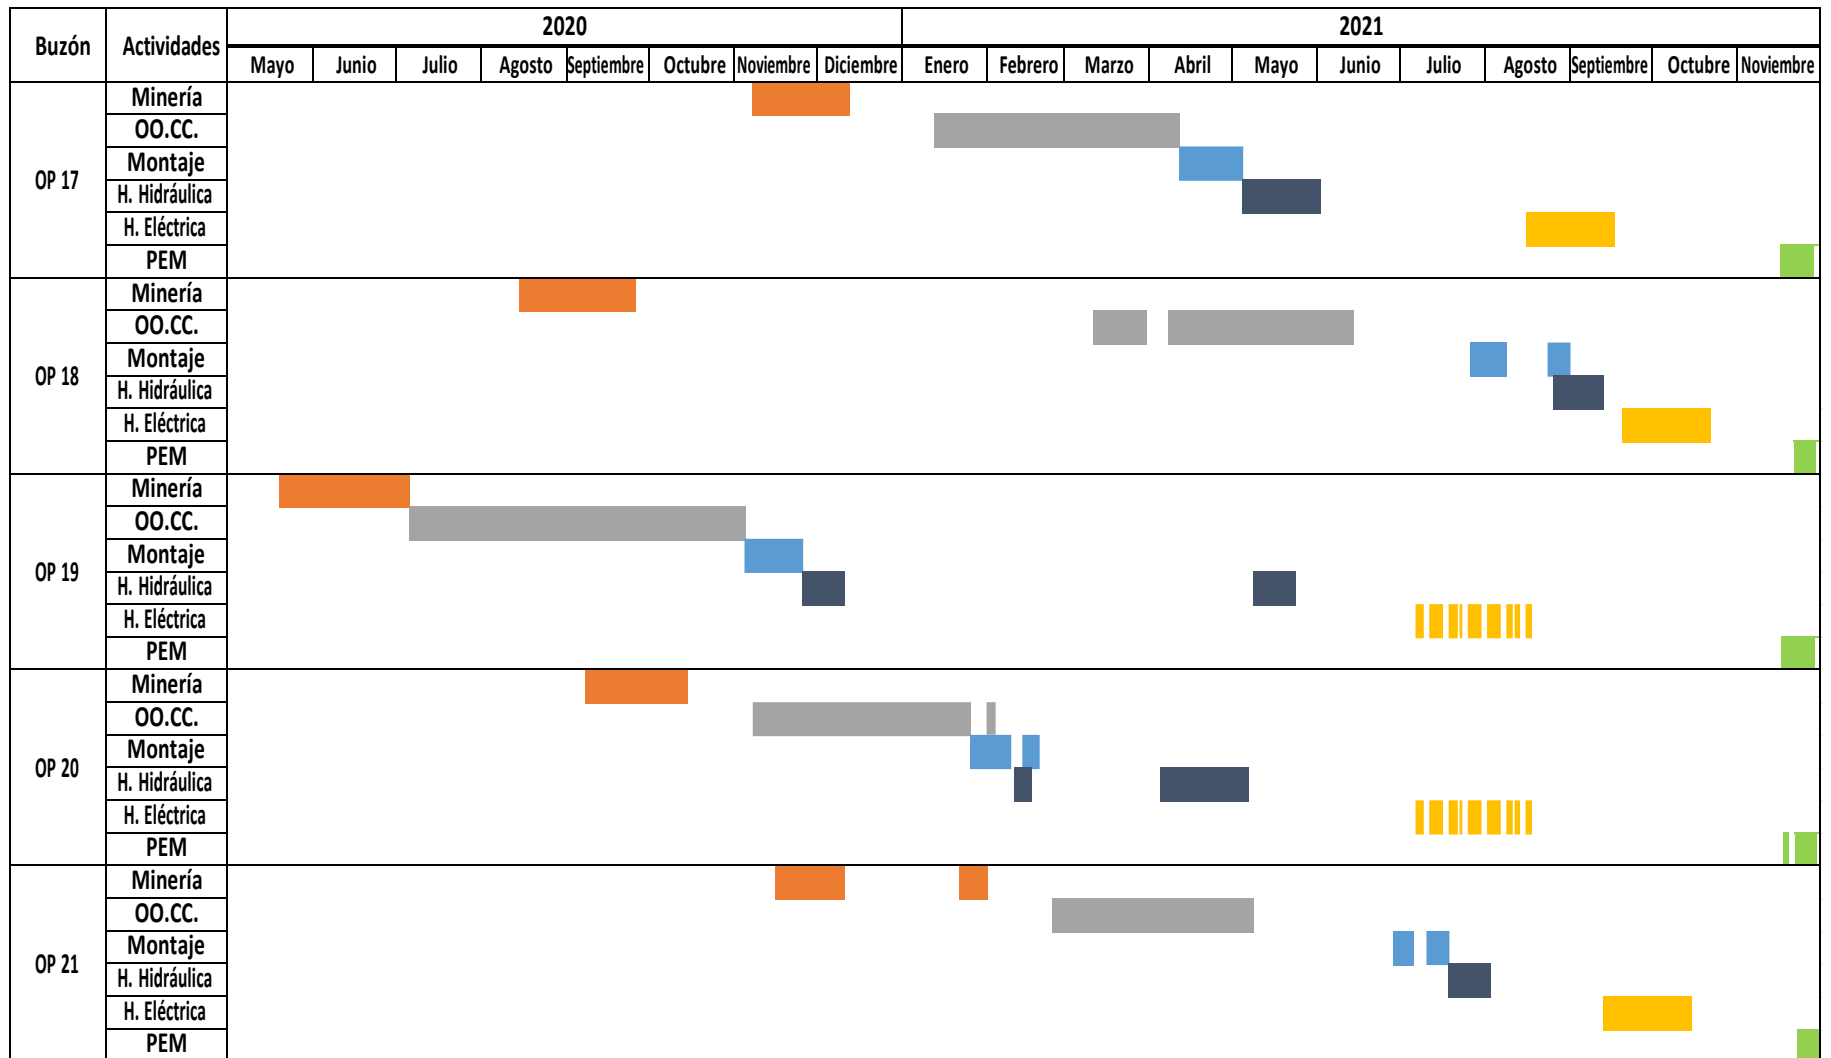 Buzón Actividades 2020 2021
Mayo Junio Julio Agosto Septiembre Octubre Noviembre Diciembre Enero Febrero Marzo Abril Mayo Junio Julio Agosto Septiembre Octubre Noviembre
OP 17
Minería
OO.CC.
Montaje
H. Hidráulica
H. Eléctrica
PEM
OP 18
Minería
OO.CC.
Montaje
H. Hidráulica
H. Eléctrica
PEM
OP 19
Minería
OO.CC.
Montaje
H. Hidráulica
H. Eléctrica
PEM
OP 20
Minería
OO.CC.
Montaje
H. Hidráulica
H. Eléctrica
PEM
OP 21
Minería
OO.CC.
Montaje
H. Hidráulica
H. Eléctrica
PEM